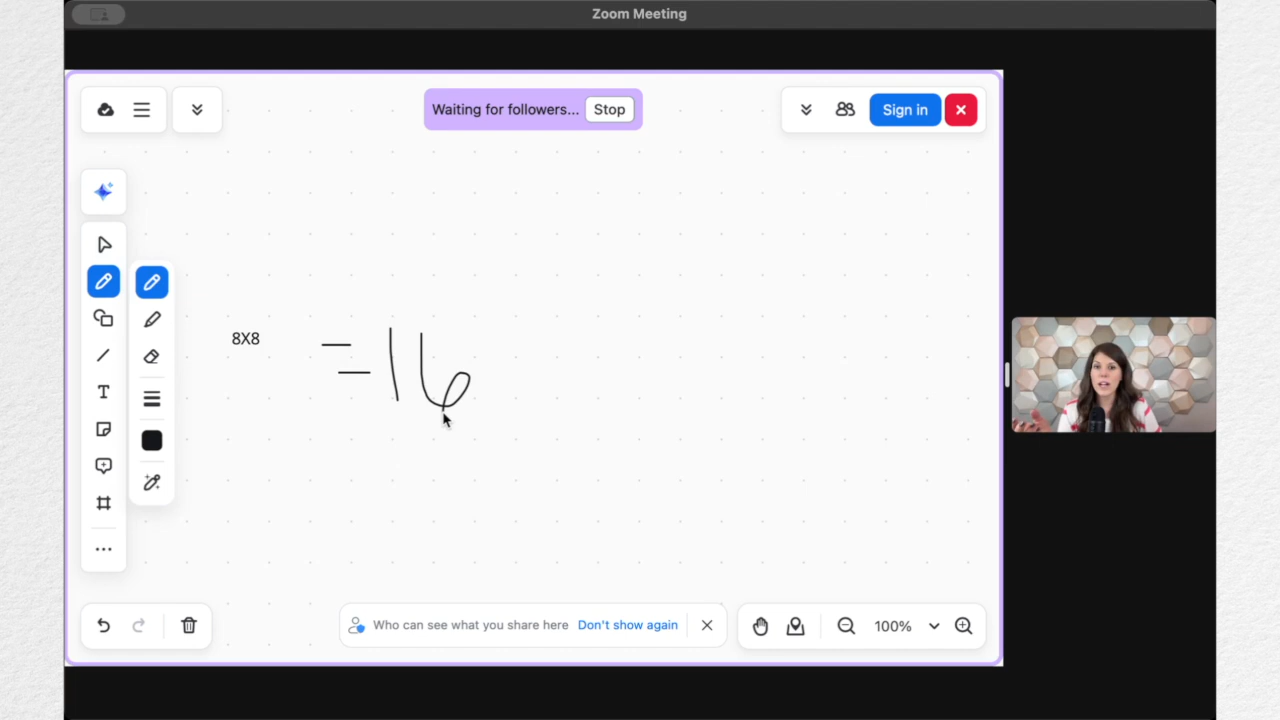 Zoom Meeting
Waiting for followers... Stop
Sign in
8X8 = 16
Who can see what you share here Don't show again
100%